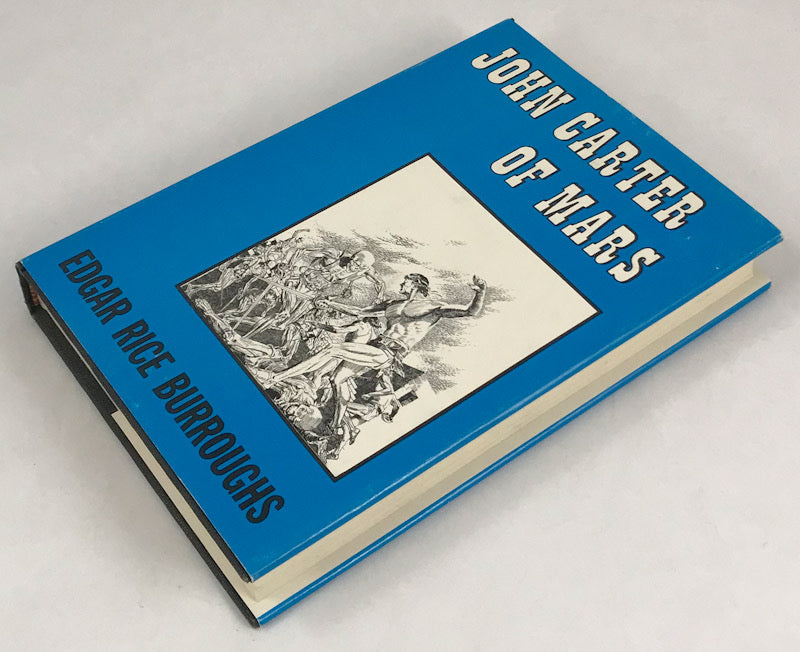 JOHN CARTER
OF MARS
EDGAR RICE BURROUGHS